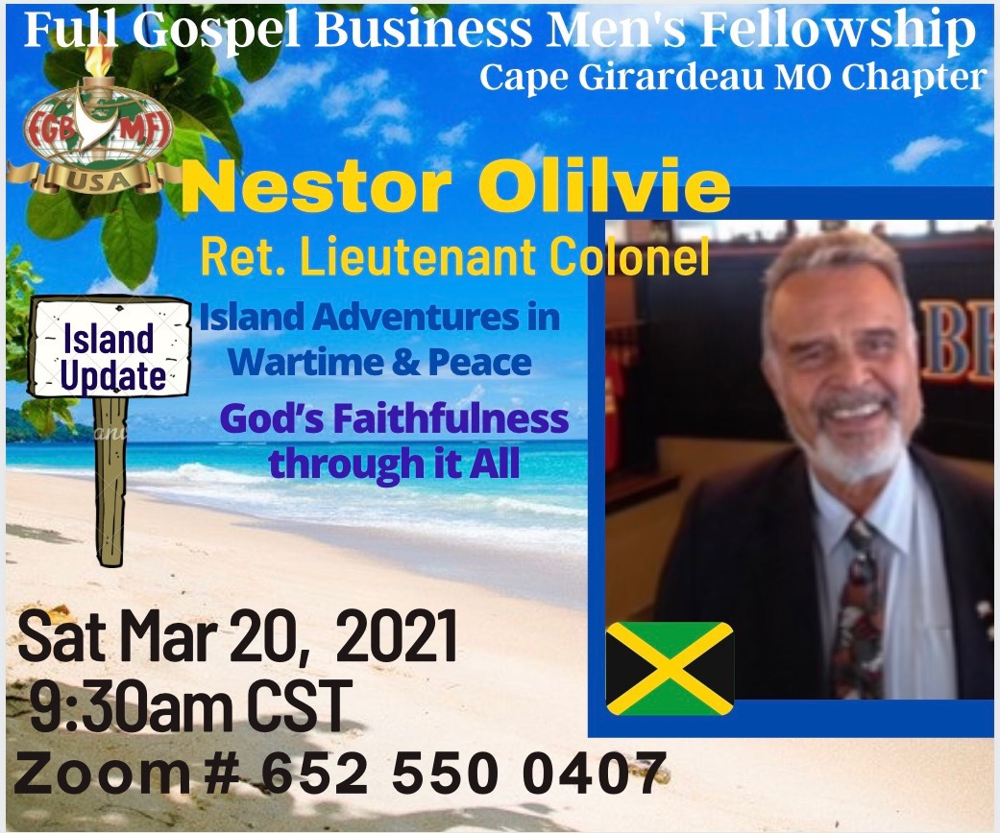 Full Gospel Business Men's Fellowship
Cape Girardeau MO Chapter
FGB MFI
USA
Nestor Olilvie
Ret. Lieutenant Colonel
Island Adventures in
Wartime & Peace
Island
Update
God's Faithfulness
through it All
Sat Mar 20, 2021
9:30am CST
Zoom # 652 550 0407